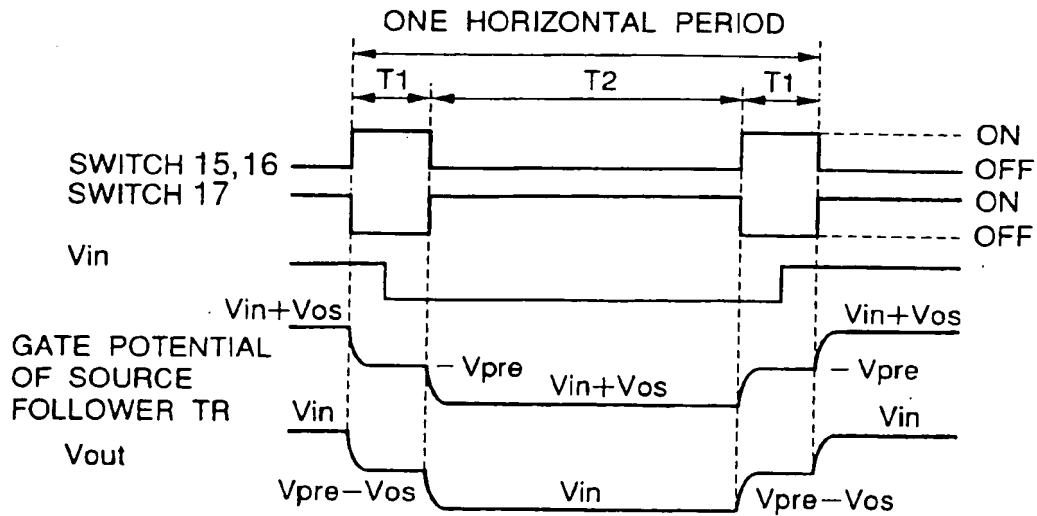 ONE HORIZONTAL PERIOD
T1 T2 T1
SWITCH 15,16
ON
OFF
SWITCH 17
ON
OFF
Vin
Vin+Vos
Vin+Vos
GATE POTENTIAL
OF SOURCE
FOLLOWER TR
– Vpre
Vin+Vos
– Vpre
Vin
Vin
Vout
Vpre–Vos
Vin
Vpre–Vos